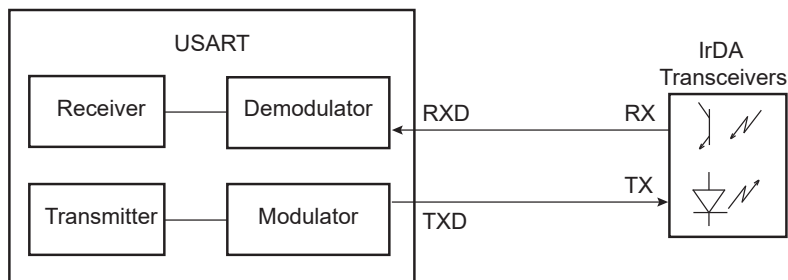 USART
IrDA
Transceivers
Receiver
Demodulator
RXD
RX
Transmitter
Modulator
TX
TXD